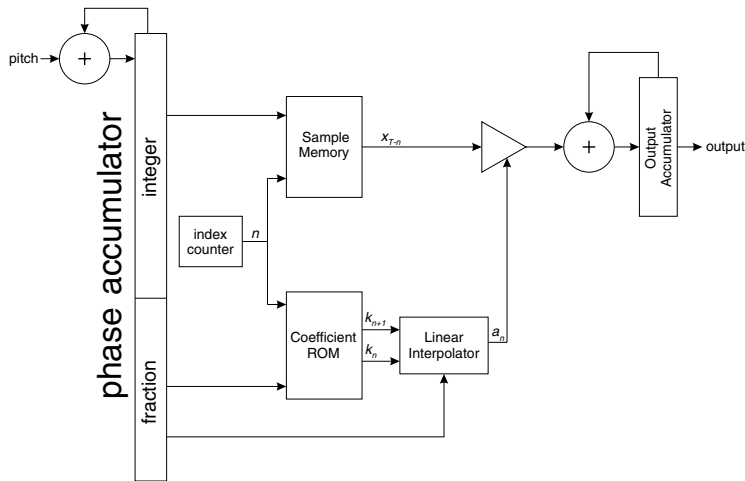 pitch
+
phase accumulator
integer
fraction
Sample
Memory
x_{T-n}
+
Output
Accumulator
output
index
counter
n
Coefficient
ROM
k_{n+1}
k_n
Linear
Interpolator
a_n